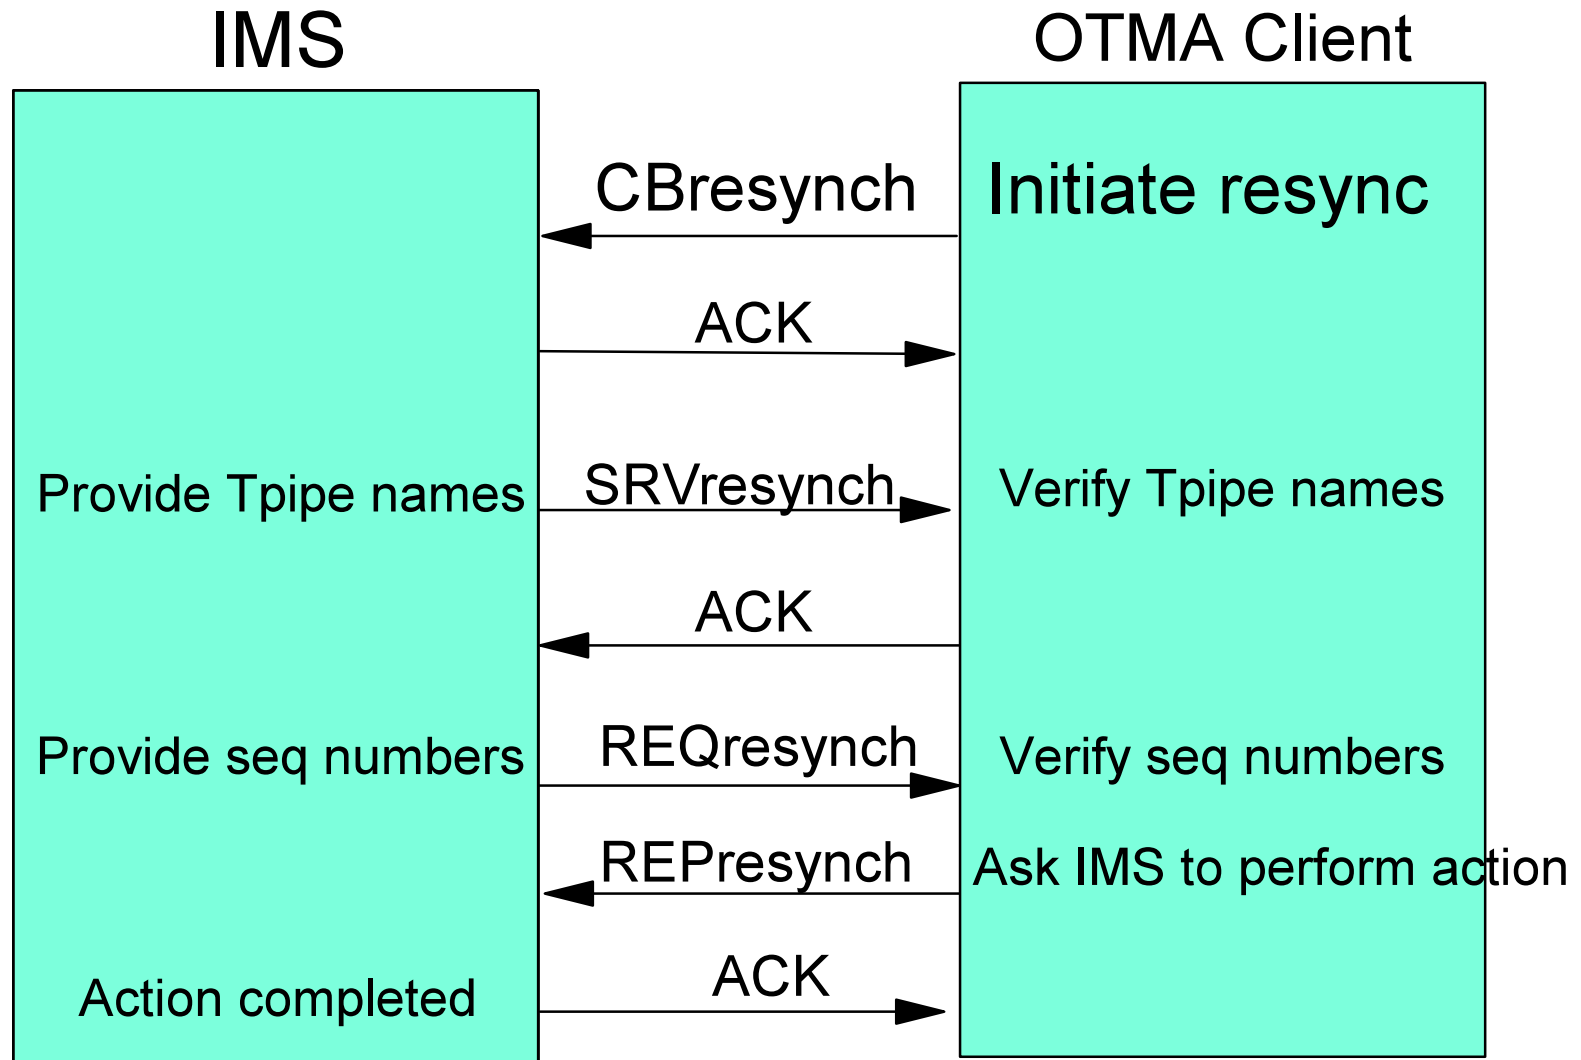 IMS
OTMA Client
CBresynch
Initiate resync
ACK
Provide Tpipe names
SRVresynch
Verify Tpipe names
ACK
Provide seq numbers
REQresynch
Verify seq numbers
REPresynch
Ask IMS to perform action
Action completed
ACK